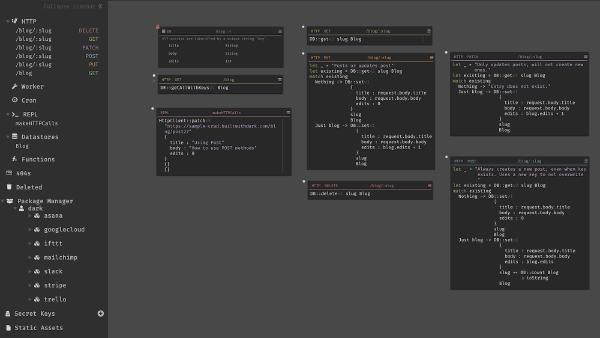 Collapse sidebar
HTTP
/blog/:slug DELETE
/blog/:slug GET
/blog/:slug PATCH
/blog/:slug POST
/blog/:slug PUT
/blog GET
Worker
Cron
REPL
makeHTTPCalls
Datastores
Blog
Functions
404s
Deleted
Package Manager
dark
asana
googlecloud
ifttt
mailchimp
slack
stripe
trello
Secret Keys
Static Assets
DB
All entries are identified by a unique string `key`
title String
body String
edits Int
HTTP GET /blog
DB::getAllWithKeys Blog
REPL makeHTTPCalls
HttpClient::patch
{
title : "Using POST"
body : "How to use POST methods"
edits : 0
}
{}
{}
HTTP GET /blog/:slug
DB::get slug Blog
HTTP PUT /blog/:slug
let _ = "Posts or updates post"
let existing = DB::get slug Blog
match existing
Nothing -> DB::set
{
title : request.body.title
body : request.body.body
edits : 0
}
slug
Blog
Just blog -> DB::set
{
title : request.body.title
body : request.body.body
edits : blog.edits + 1
}
slug
Blog
HTTP DELETE /blog/:slug
DB::delete slug Blog
HTTP PATCH /blog/:slug
let _ = "Only updates posts, will not create new
ones."
let existing = DB::get slug Blog
match existing
Nothing -> "Entry does not exist."
Just blog -> DB::set
{
title : request.body.title
body : request.body.body
edits : blog.edits + 1
}
slug
Blog
HTTP POST /blog/:slug
let _ = "Always creates a new post, even when key
exists. Uses a new key to not overwrite
let existing = DB::get slug Blog
match existing
Nothing -> DB::set
{
title : request.body.title
body : request.body.body
edits : 0
}
slug
Blog
Just blog -> DB::set
{
title : request.body.title
body : request.body.body
edits : blog.edits
}
slug ++ DB::count Blog
> toString
Blog